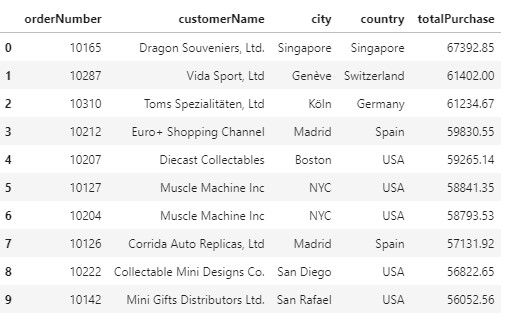 orderNumber customerName city country totalPurchase
0 10165 Dragon Souveniers, Ltd. Singapore Singapore 67392.85
1 10287 Vida Sport, Ltd Genève Switzerland 61402.00
2 10310 Toms Spezialitäten, Ltd Köln Germany 61234.67
3 10212 Euro+ Shopping Channel Madrid Spain 59830.55
4 10207 Diecast Collectables Boston USA 59265.14
5 10127 Muscle Machine Inc NYC USA 58841.35
6 10204 Muscle Machine Inc NYC USA 58793.53
7 10126 Corrida Auto Replicas, Ltd Madrid Spain 57131.92
8 10222 Collectable Mini Designs Co. San Diego USA 56822.65
9 10142 Mini Gifts Distributors Ltd. San Rafael USA 56052.56